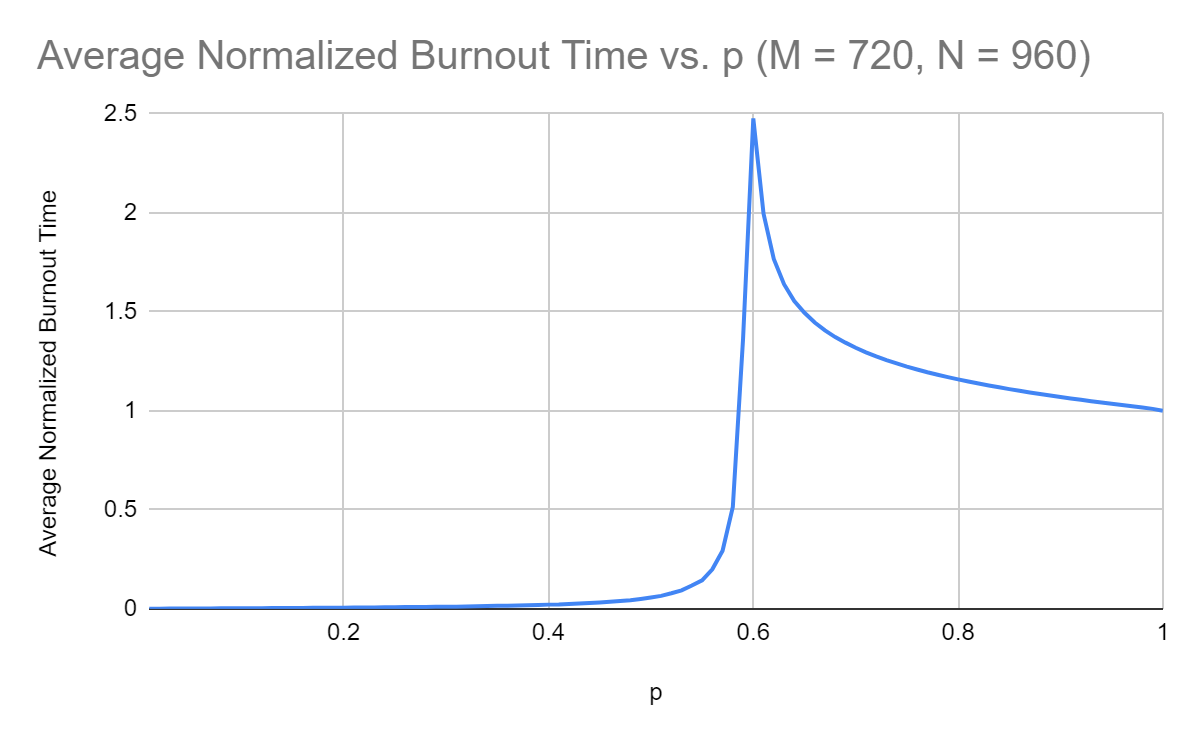 Average Normalized Burnout Time vs. p (M = 720, N = 960)
Average Normalized Burnout Time
2.5
2
1.5
1
0.5
0
0.2 0.4 0.6 0.8 1
p